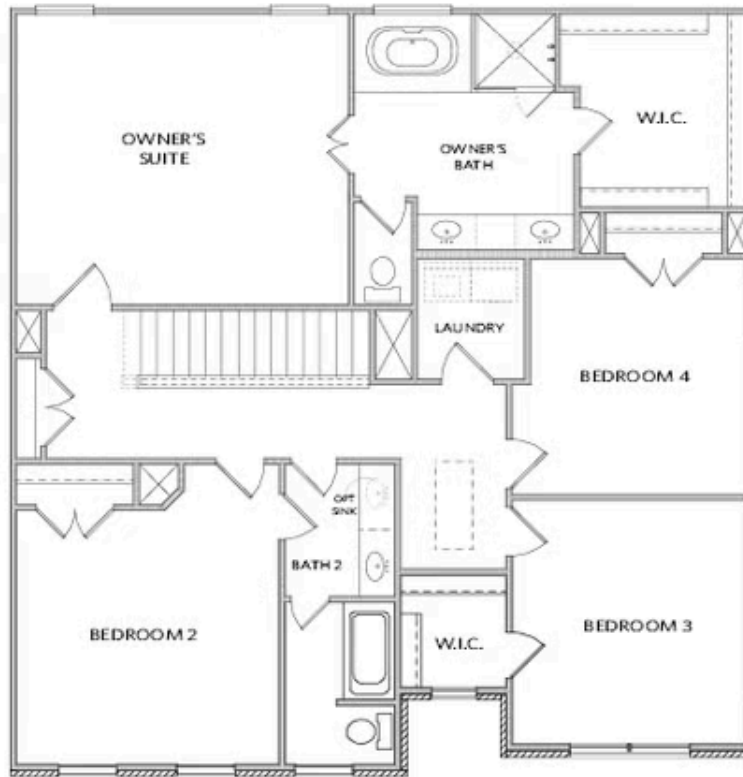 OWNER'S
SUITE
OWNER'S
BATH
W.I.C.
LAUNDRY
BEDROOM 4
OPT
SINK
BATH 2
BEDROOM 2
W.I.C.
BEDROOM 3